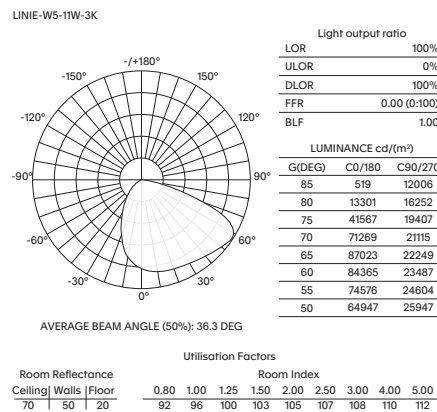 LINIE-W5-11W-3K
-/+180°
-150° 150°
-120° 120°
-90° 90°
-60° 60°
-30° 30°
0°
AVERAGE BEAM ANGLE (50%): 36.3 DEG
Light output ratio
LOR 100%
ULOR 0%
DLOR 100%
FFR 0.00 (0:100)
BLF 1.00
LUMINANCE cd/(m²)
G(DEG) C0/180 C90/270
85 519 12006
80 13301 16252
75 41567 19407
70 71269 21115
65 87023 22249
60 84365 23487
55 74576 24604
50 64947 25947
Utilisation Factors
Room Reflectance Room Index
Ceiling Walls Floor 0.80 1.00 1.25 1.50 2.00 2.50 3.00 4.00 5.00
70 50 20 92 96 100 103 105 107 108 110 112